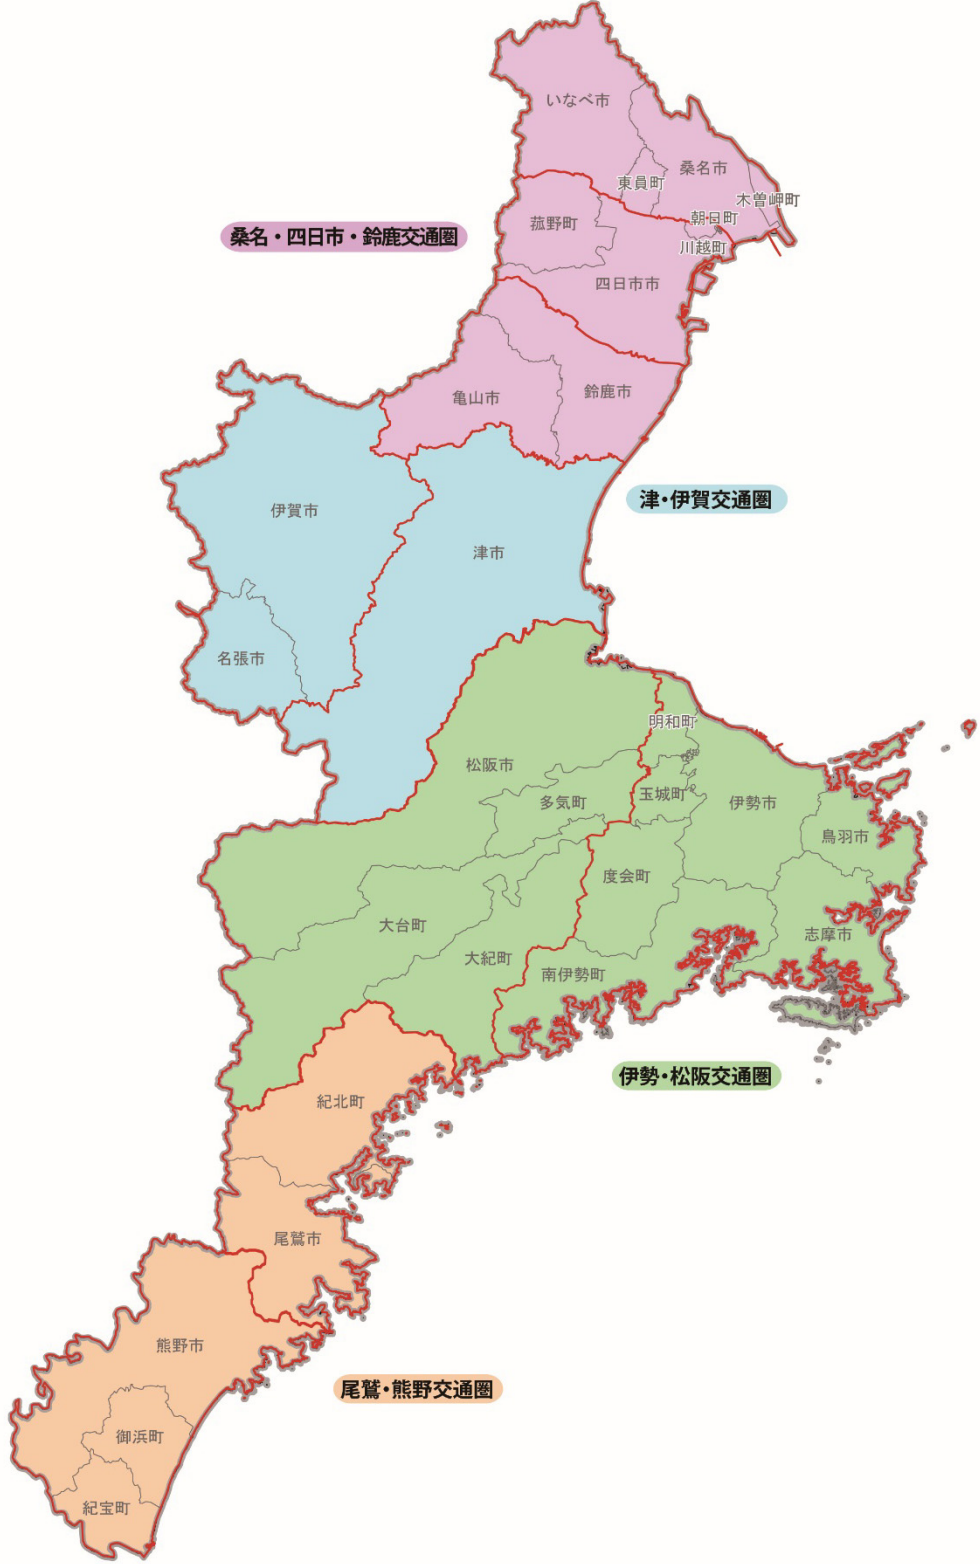 いなべ市
桑名市
東員町
木曽岬町
朝日町
菰野町
川越町
桑名・四日市・鈴鹿交通圏
四日市市
鈴鹿市
亀山市
津・伊賀交通圏
伊賀市
津市
名張市
明和町
松阪市
玉城町
多気町
伊勢市
鳥羽市
度会町
大台町
志摩市
大紀町
南伊勢町
伊勢・松阪交通圏
紀北町
尾鷲市
熊野市
尾鷲・熊野交通圏
御浜町
紀宝町